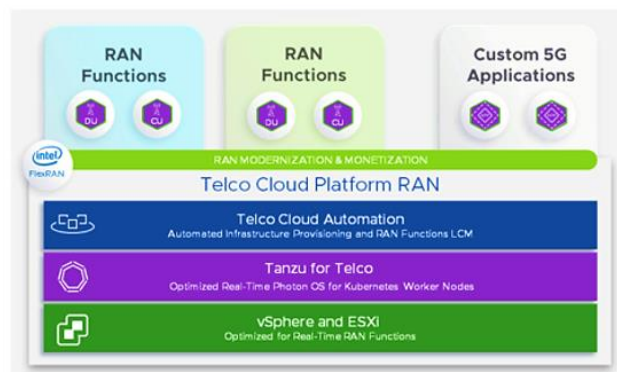 RAN
Functions
DU
CU
RAN
Functions
DU
CU
Custom 5G
Applications
intel
FlexRAN
RAN MODERNIZATION & MONETIZATION
Telco Cloud Platform RAN
Telco Cloud Automation
Automated Infrastructure Provisioning and RAN Functions LCM
Tanzu for Telco
Optimized Real-Time Photon OS for Kubernetes Worker Nodes
vSphere and ESXi
Optimized for Real-Time RAN Functions